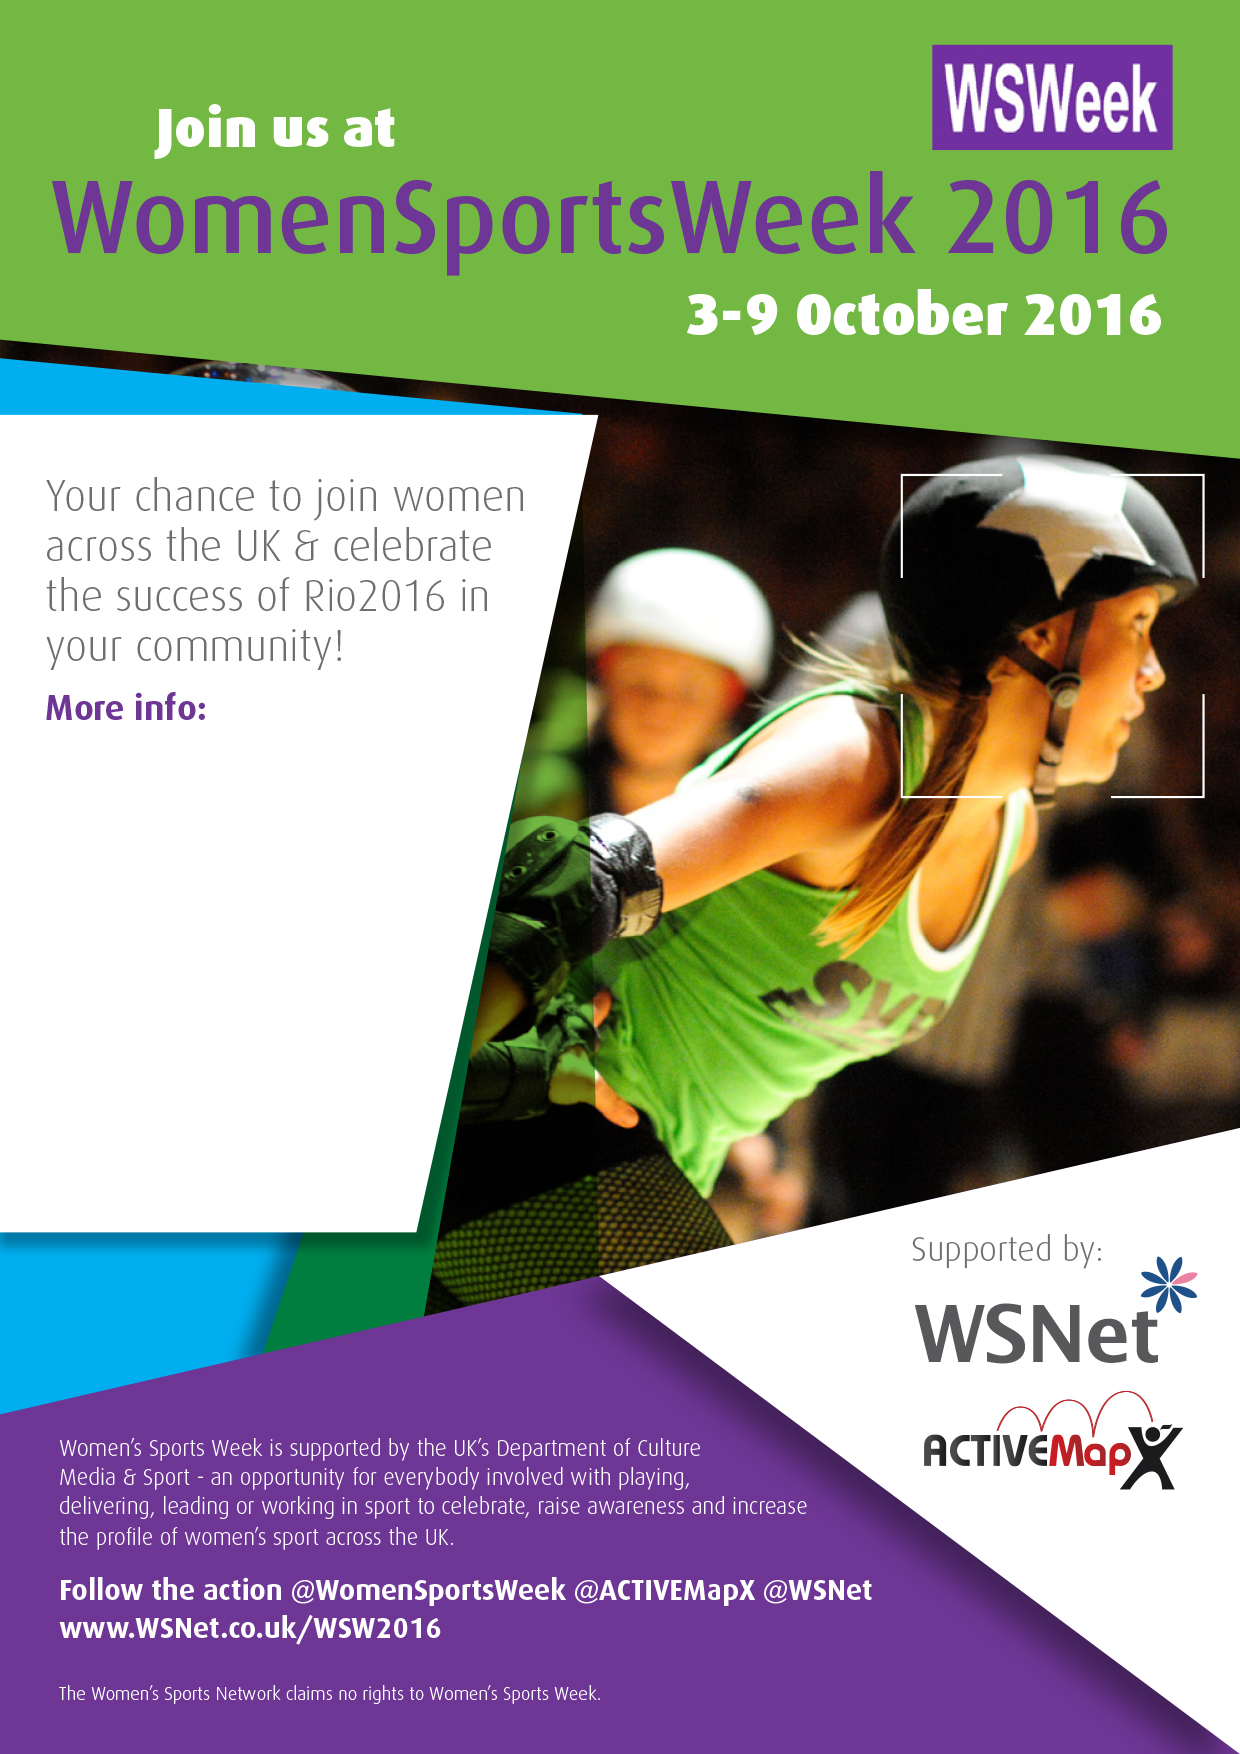 WSWeek
Join us at
WomenSportsWeek 2016
3-9 October 2016
Your chance to join women
across the UK & celebrate
the success of Rio2016 in
your community!
More info:
Supported by:
WSNet
ACTIVEMapX
Women’s Sports Week is supported by the UK’s Department of Culture
Media & Sport - an opportunity for everybody involved with playing,
delivering, leading or working in sport to celebrate, raise awareness and increase
the profile of women’s sport across the UK.
Follow the action @WomenSportsWeek @ACTIVEMapX @WSNet
www.WSNet.co.uk/WSW2016
The Women’s Sports Network claims no rights to Women’s Sports Week.